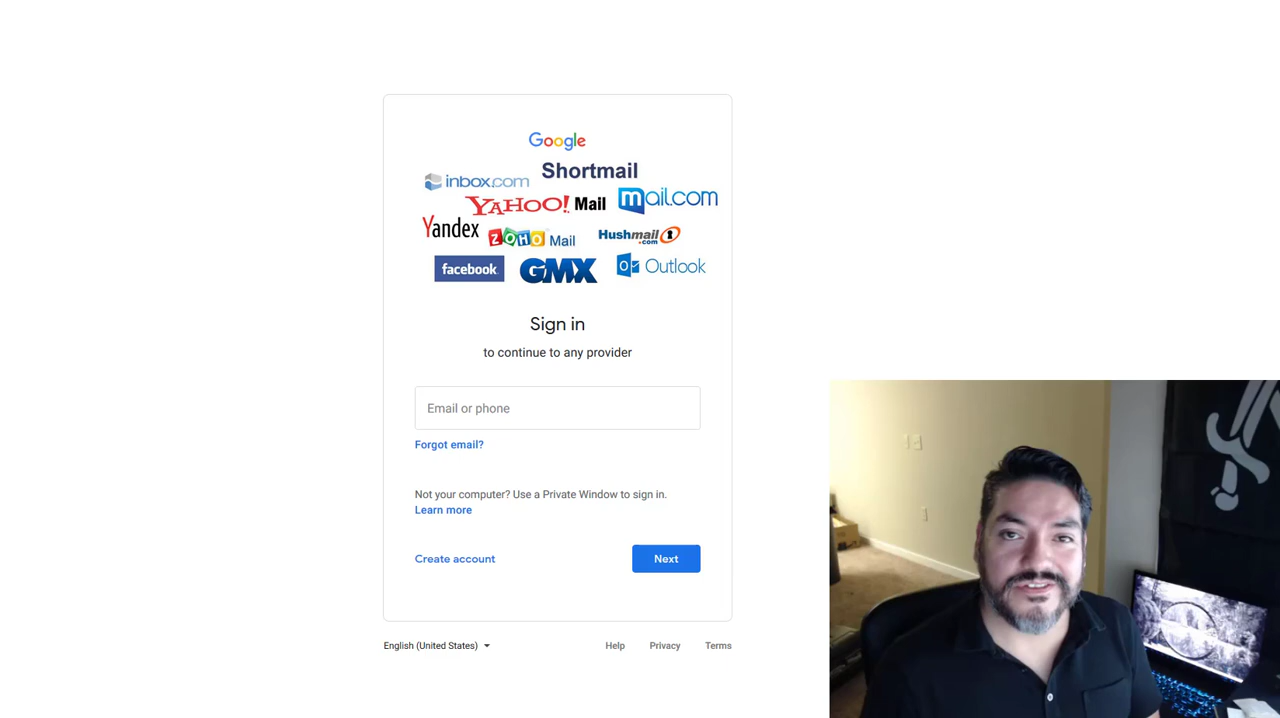 Google
Shortmail
inbox.com
YAHOO! Mail
mail.com
Yandex
ZOHO Mail
Hushmail.com
facebook
GMX
Outlook
Sign in
to continue to any provider
Email or phone
Forgot email?
Not your computer? Use a Private Window to sign in.
Learn more
Create account
Next
English (United States)
Help
Privacy
Terms